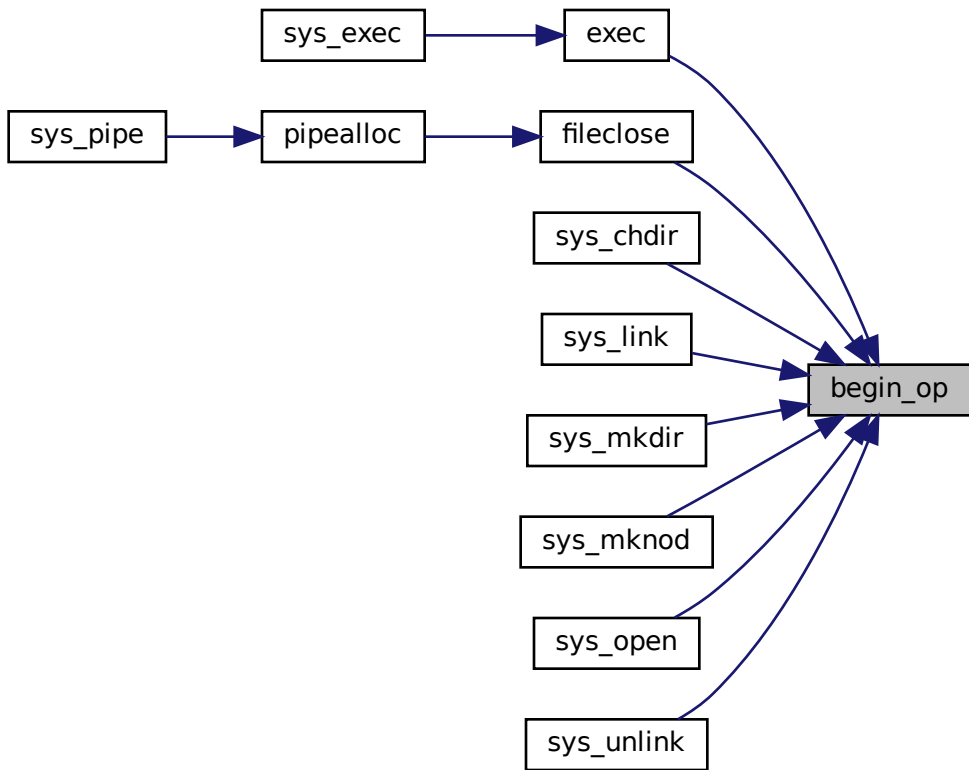 sys_exec
exec
sys_pipe
pipealloc
fileclose
sys_chdir
sys_link
begin_op
sys_mkdir
sys_mknod
sys_open
sys_unlink